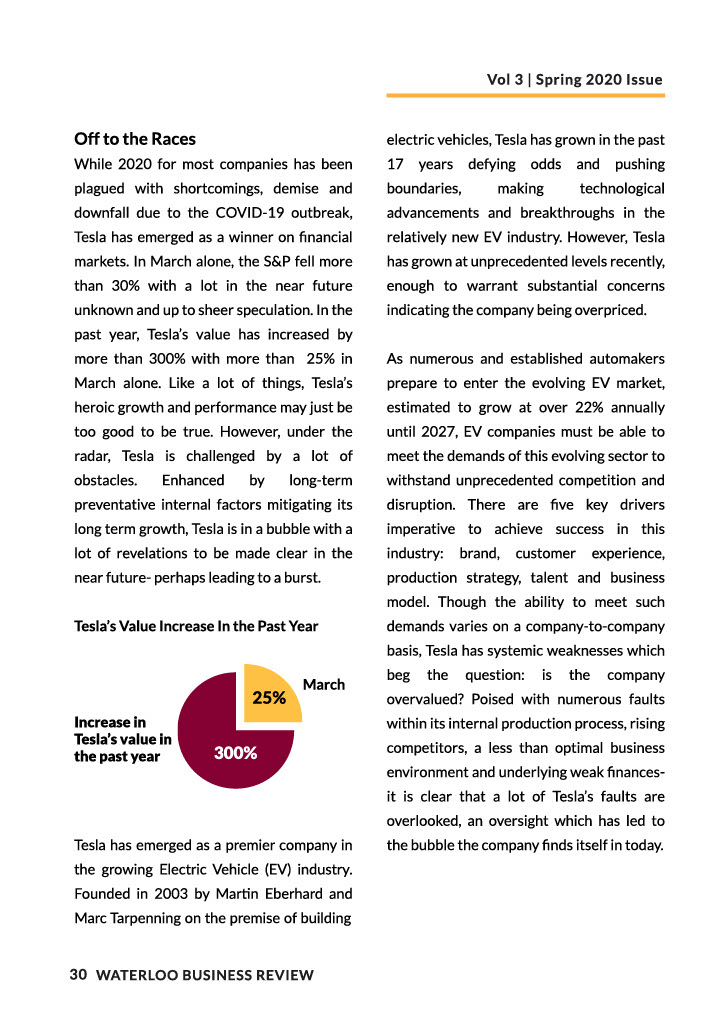 Vol 3 | Spring 2020 Issue
Off to the Races
While 2020 for most companies has been
plagued with shortcomings, demise and
downfall due to the COVID-19 outbreak,
Tesla has emerged as a winner on financial
markets. In March alone, the S&P fell more
than 30% with a lot in the near future
unknown and up to sheer speculation. In the
past year, Tesla's value has increased by
more than 300% with more than 25% in
March alone. Like a lot of things, Tesla's
heroic growth and performance may just be
too good to be true. However, under the
radar, Tesla is challenged by a lot of
obstacles. Enhanced by long-term
preventative internal factors mitigating its
long term growth, Tesla is in a bubble with a
lot of revelations to be made clear in the
near future- perhaps leading to a burst.
Tesla's Value Increase In the Past Year
March
25%
Increase in
Tesla's value in
the past year
300%
Tesla has emerged as a premier company in
the growing Electric Vehicle (EV) industry.
Founded in 2003 by Martin Eberhard and
Marc Tarpenning on the premise of building
electric vehicles, Tesla has grown in the past
17 years defying odds and pushing
boundaries, making technological
advancements and breakthroughs in the
relatively new EV industry. However, Tesla
has grown at unprecedented levels recently,
enough to warrant substantial concerns
indicating the company being overpriced.
As numerous and established automakers
prepare to enter the evolving EV market,
estimated to grow at over 22% annually
until 2027, EV companies must be able to
meet the demands of this evolving sector to
withstand unprecedented competition and
disruption. There are five key drivers
imperative to achieve success in this
industry: brand, customer experience,
production strategy, talent and business
model. Though the ability to meet such
demands varies on a company-to-company
basis, Tesla has systemic weaknesses which
beg the question: is the company
overvalued? Poised with numerous faults
within its internal production process, rising
competitors, a less than optimal business
environment and underlying weak finances-
it is clear that a lot of Tesla's faults are
overlooked, an oversight which has led to
the bubble the company finds itself in today.
30 WATERLOO BUSINESS REVIEW